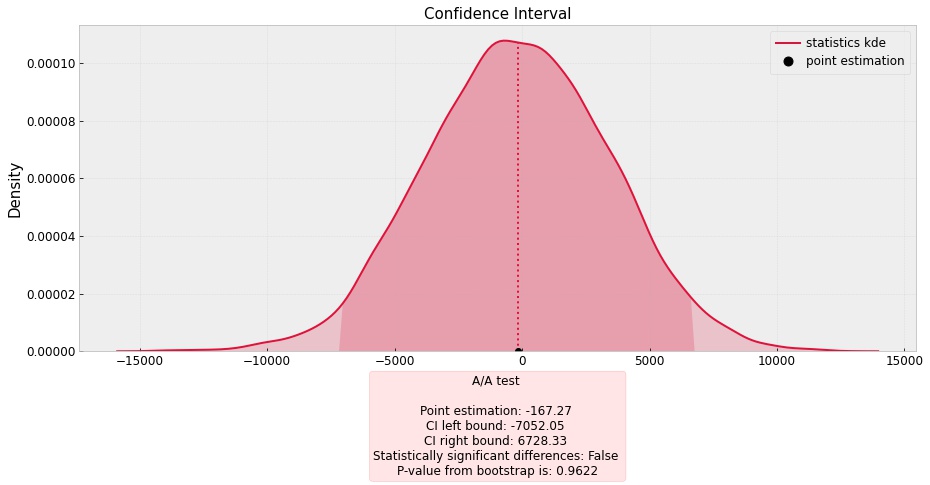 Confidence Interval
statistics kde
point estimation
Density
0.00010
0.00008
0.00006
0.00004
0.00002
0.00000
−15000 −10000 −5000 0 5000 10000 15000
A/A test
Point estimation: -167.27
CI left bound: -7052.05
CI right bound: 6728.33
Statistically significant differences: False
P-value from bootstrap is: 0.9622